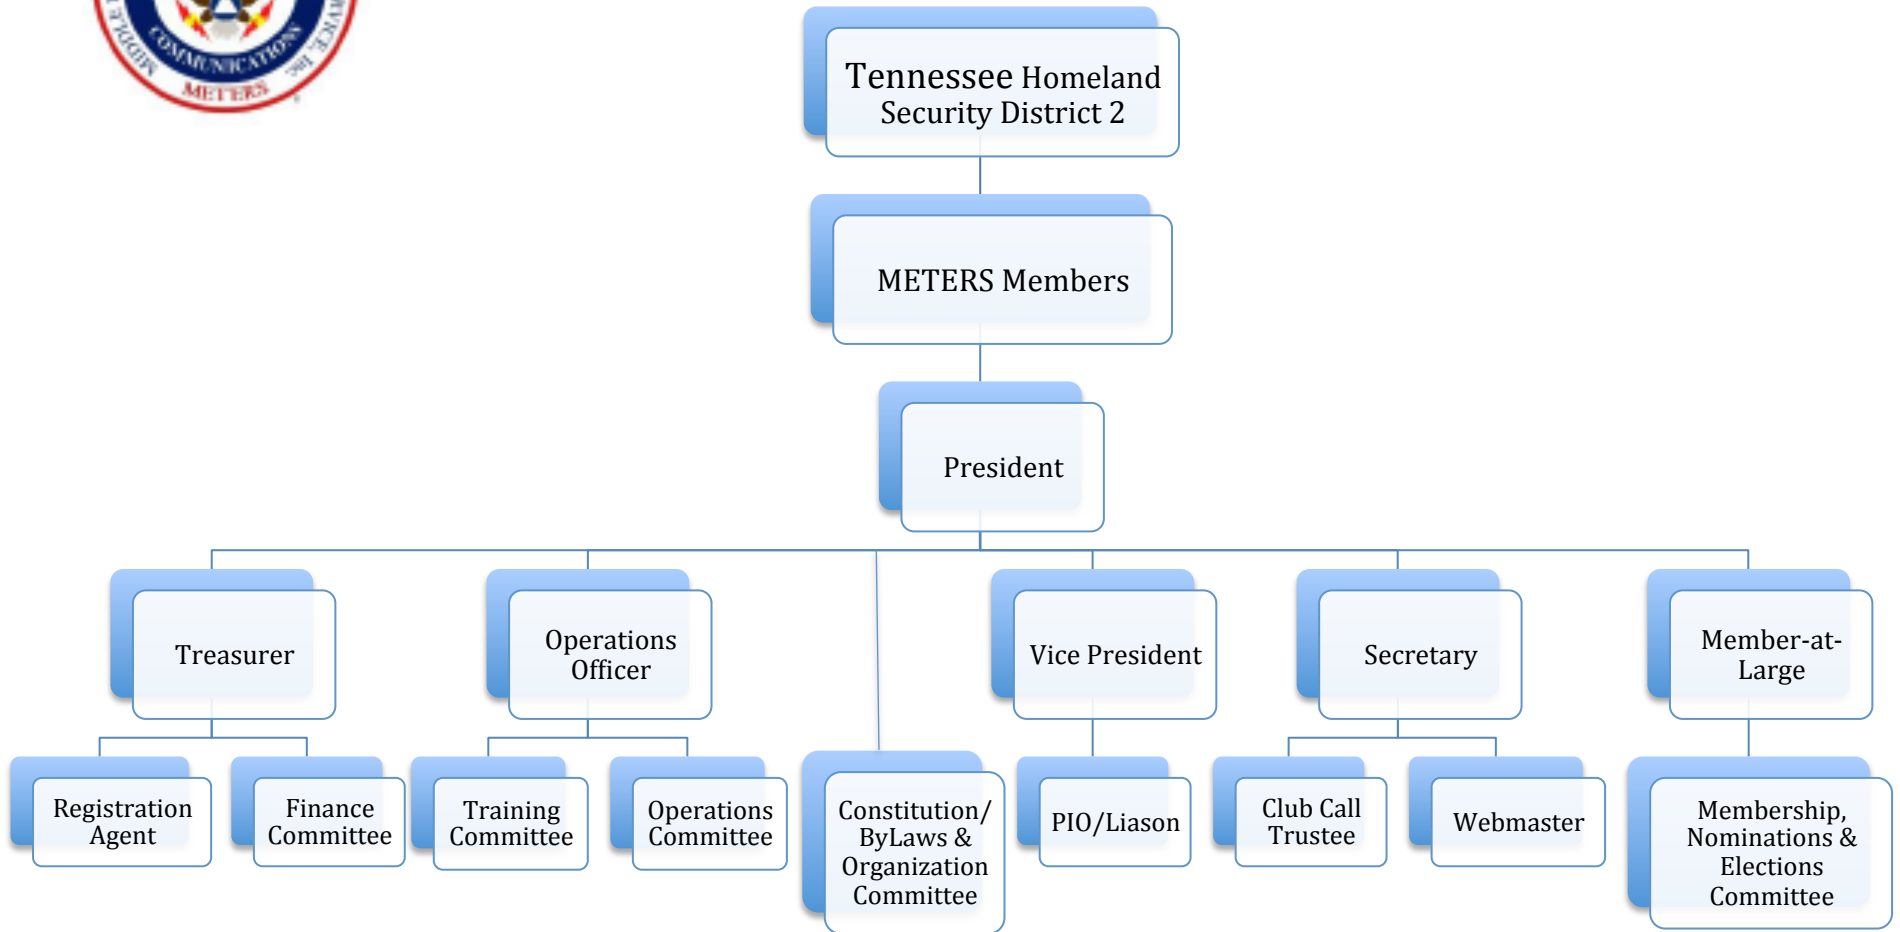 COMMUNICATIONS
MIDDLE
METERS
Inc.
Tennessee Homeland
Security District 2
METERS Members
President
Treasurer
Operations
Officer
Vice President
Secretary
Member-at-
Large
Registration
Agent
Finance
Committee
Training
Committee
Operations
Committee
Constitution/
ByLaws &
Organization
Committee
PIO/Liason
Club Call
Trustee
Webmaster
Membership,
Nominations &
Elections
Committee